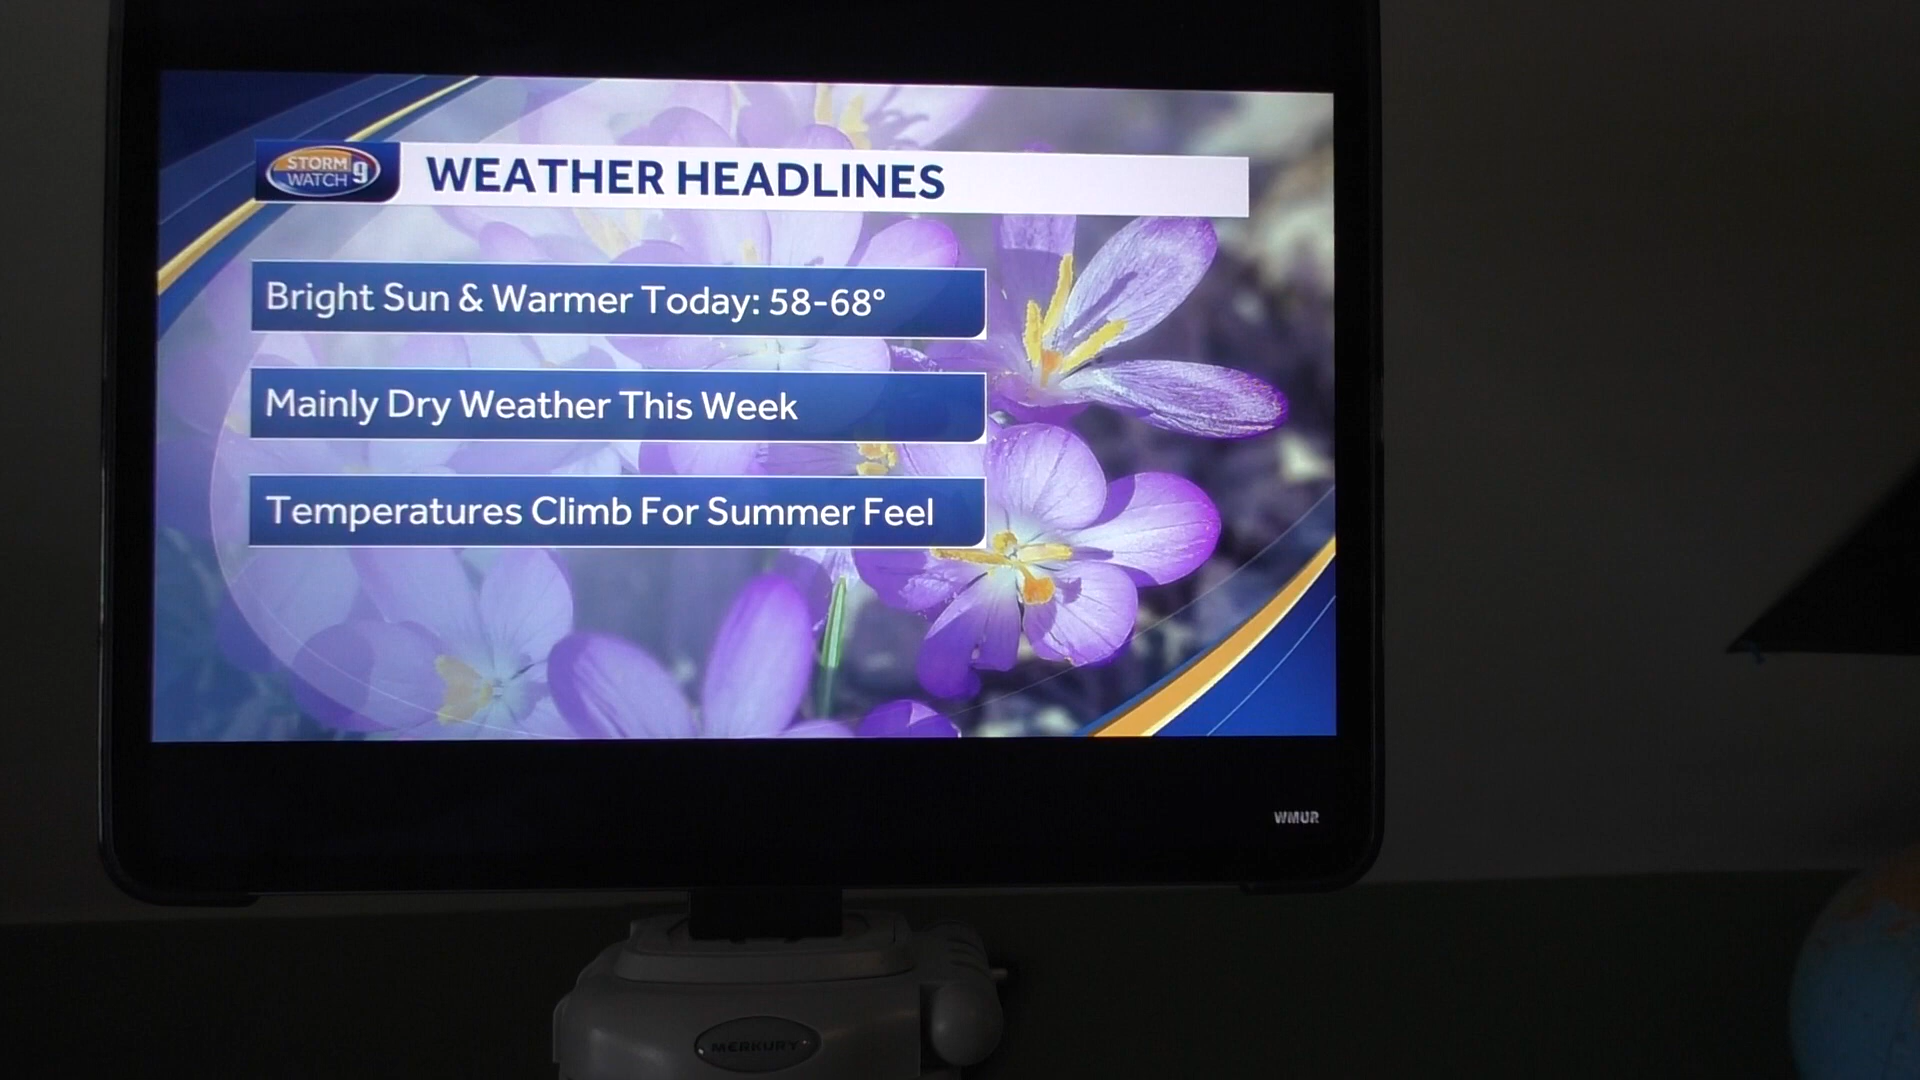 STORM
WATCH 9
WEATHER HEADLINES
Bright Sun & Warmer Today: 58-68°
Mainly Dry Weather This Week
Temperatures Climb For Summer Feel
WMUR
MERKURY